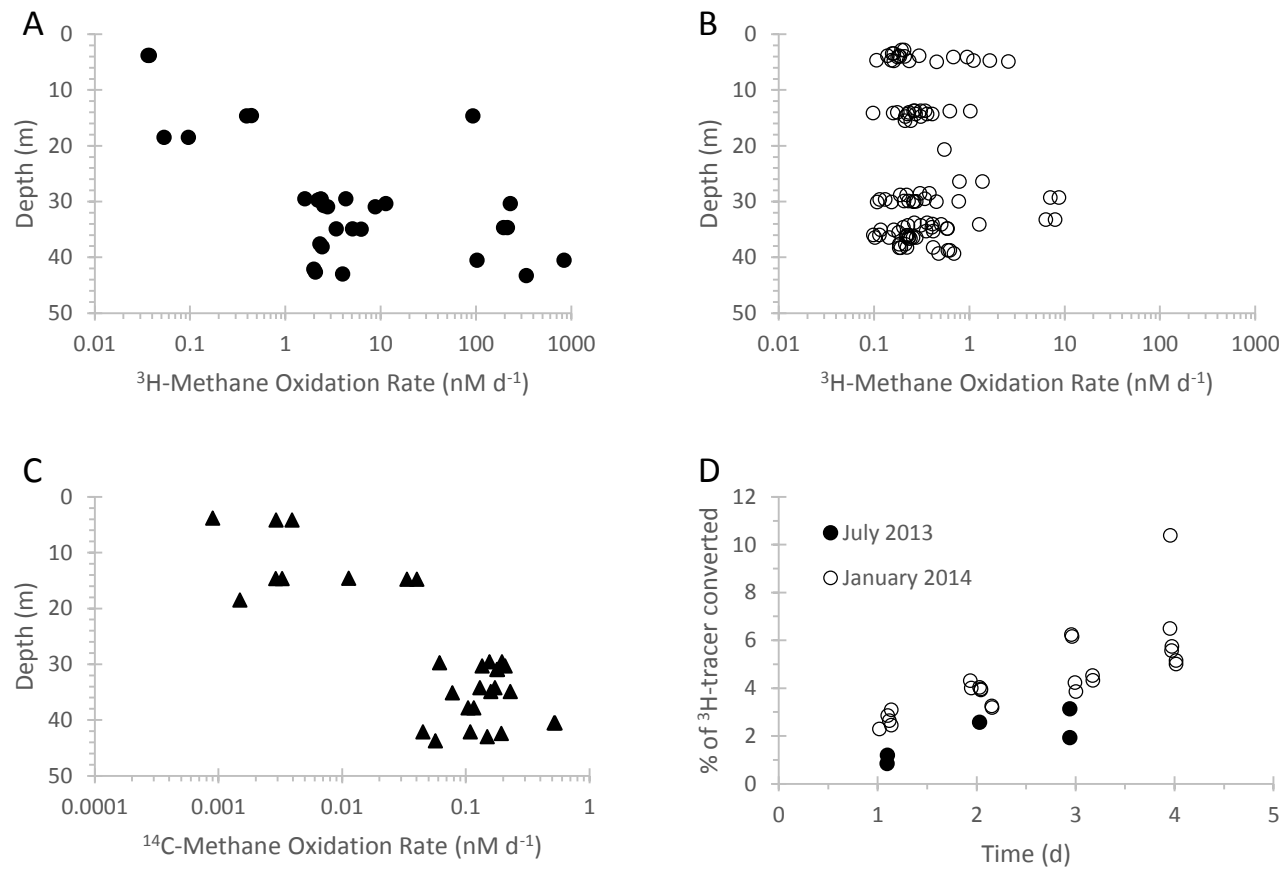 A
0
10
20
30
40
50
Depth (m)
0.01 0.1 1 10 100 1000
³H-Methane Oxidation Rate (nM d⁻¹)
B
0
10
20
30
40
50
Depth (m)
0.01 0.1 1 10 100 1000
³H-Methane Oxidation Rate (nM d⁻¹)
C
0
10
20
30
40
50
Depth (m)
0.0001 0.001 0.01 0.1 1
¹⁴C-Methane Oxidation Rate (nM d⁻¹)
D
12
10
8
6
4
2
0
% of ³H-tracer converted
July 2013
January 2014
0 1 2 3 4 5
Time (d)